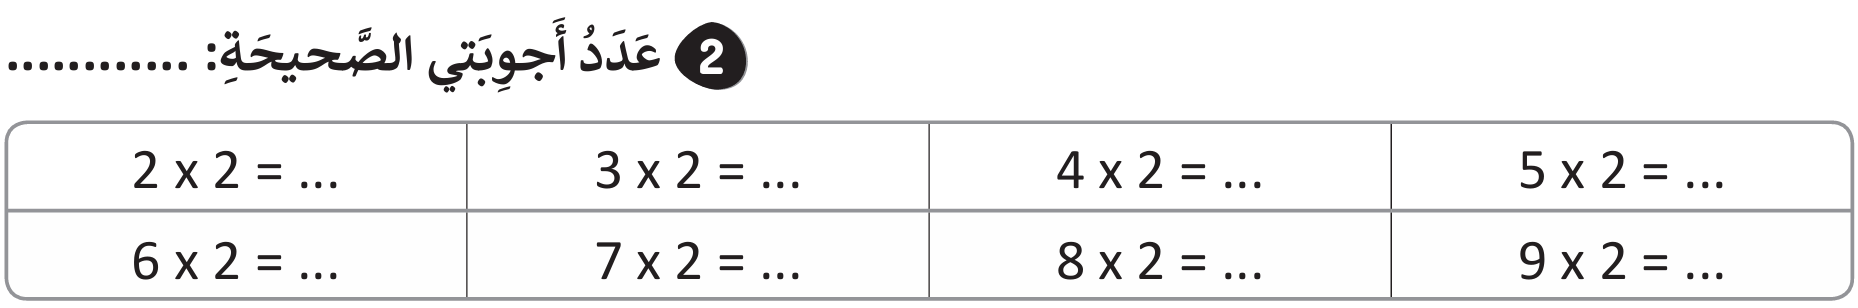 2 عَدَدُ أَجوِبَتي الصَّحيحَةِ: ............
2 x 2 = ... 3 x 2 = ... 4 x 2 = ... 5 x 2 = ...
6 x 2 = ... 7 x 2 = ... 8 x 2 = ... 9 x 2 = ...